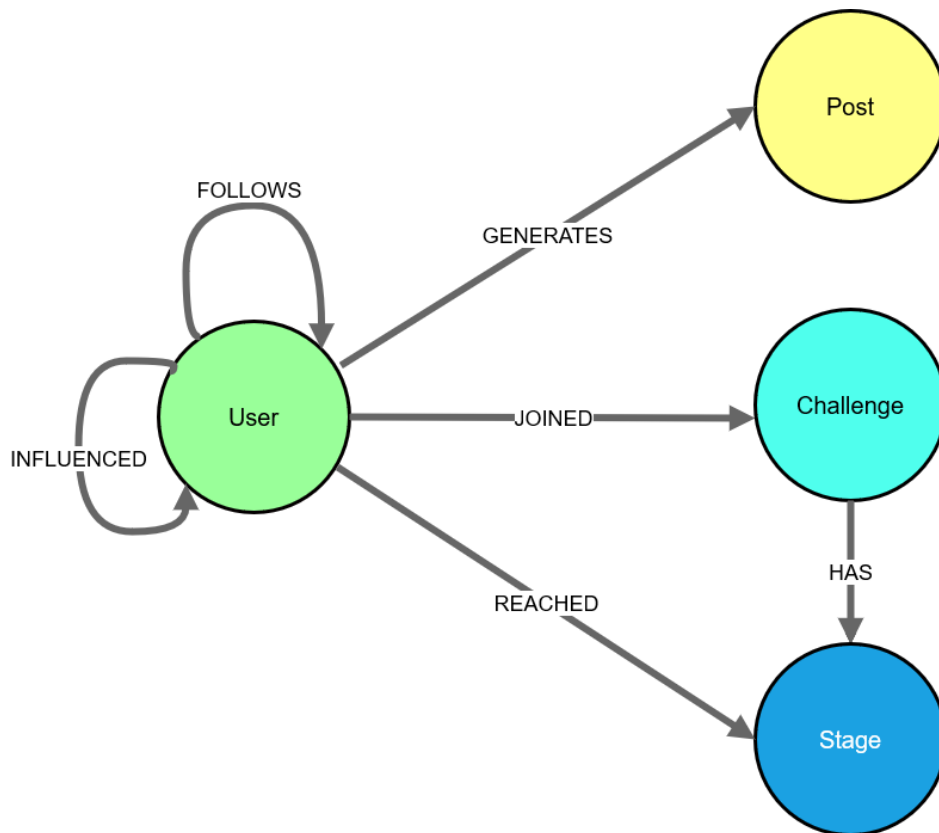 Post
FOLLOWS
GENERATES
User
JOINED
Challenge
INFLUENCED
HAS
REACHED
Stage